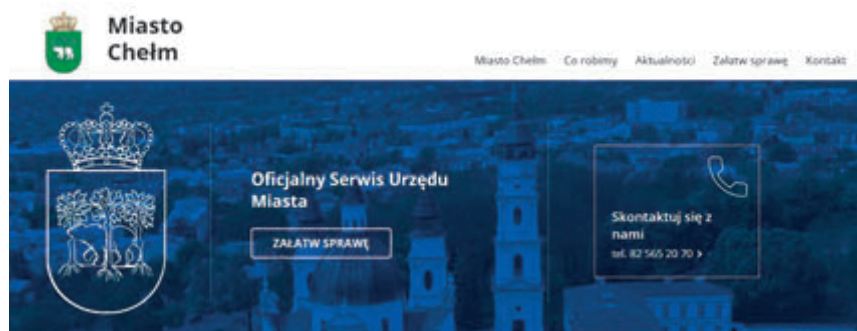 Miasto
Chełm
Miasto Chełm Co robimy Aktualności Załatw sprawę Kontakt
Oficjalny Serwis Urzędu
Miasta
ZAŁATW SPRAWĘ
Skontaktuj się z
nami
tel. 82 565 20 70 >